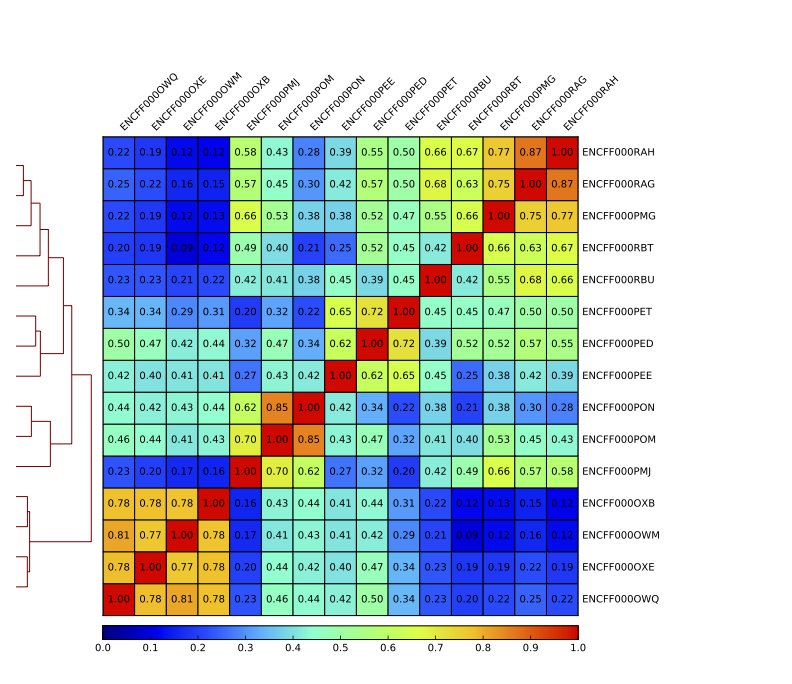 ENCFF000OWQ ENCFF000OXE ENCFF000OWM ENCFF000OXB ENCFF000PMJ ENCFF000POM ENCFF000PON ENCFF000PEE ENCFF000PED ENCFF000PET ENCFF000RBU ENCFF000RBT ENCFF000PMG ENCFF000RAG ENCFF000RAH
0.22 0.19 0.12 0.12 0.58 0.43 0.28 0.39 0.55 0.50 0.66 0.67 0.77 0.87 1.00 ENCFF000RAH
0.25 0.22 0.16 0.15 0.57 0.45 0.30 0.42 0.57 0.50 0.68 0.63 0.75 1.00 0.87 ENCFF000RAG
0.22 0.19 0.12 0.13 0.66 0.53 0.38 0.38 0.52 0.47 0.55 0.66 1.00 0.75 0.77 ENCFF000PMG
0.20 0.19 0.09 0.12 0.49 0.40 0.21 0.25 0.52 0.45 0.42 1.00 0.66 0.63 0.67 ENCFF000RBT
0.23 0.23 0.21 0.22 0.42 0.41 0.38 0.45 0.39 0.45 1.00 0.42 0.55 0.68 0.66 ENCFF000RBU
0.34 0.34 0.29 0.31 0.20 0.32 0.22 0.65 0.72 1.00 0.45 0.45 0.47 0.50 0.50 ENCFF000PET
0.50 0.47 0.42 0.44 0.32 0.47 0.34 0.62 1.00 0.72 0.39 0.52 0.52 0.57 0.55 ENCFF000PED
0.42 0.40 0.41 0.41 0.27 0.43 0.42 1.00 0.62 0.65 0.45 0.25 0.38 0.42 0.39 ENCFF000PEE
0.44 0.42 0.43 0.44 0.62 0.85 1.00 0.42 0.34 0.22 0.38 0.21 0.38 0.30 0.28 ENCFF000PON
0.46 0.44 0.41 0.43 0.70 1.00 0.85 0.43 0.47 0.32 0.41 0.40 0.53 0.45 0.43 ENCFF000POM
0.23 0.20 0.17 0.16 1.00 0.70 0.62 0.27 0.32 0.20 0.42 0.49 0.66 0.57 0.58 ENCFF000PMJ
0.78 0.78 0.78 1.00 0.16 0.43 0.44 0.41 0.44 0.31 0.22 0.12 0.13 0.15 0.12 ENCFF000OXB
0.81 0.77 1.00 0.78 0.17 0.41 0.43 0.41 0.42 0.29 0.21 0.09 0.12 0.16 0.12 ENCFF000OWM
0.78 1.00 0.77 0.78 0.20 0.44 0.42 0.40 0.47 0.34 0.23 0.19 0.19 0.22 0.19 ENCFF000OXE
1.00 0.78 0.81 0.78 0.23 0.46 0.44 0.42 0.50 0.34 0.23 0.20 0.22 0.25 0.22 ENCFF000OWQ
0.0 0.1 0.2 0.3 0.4 0.5 0.6 0.7 0.8 0.9 1.0